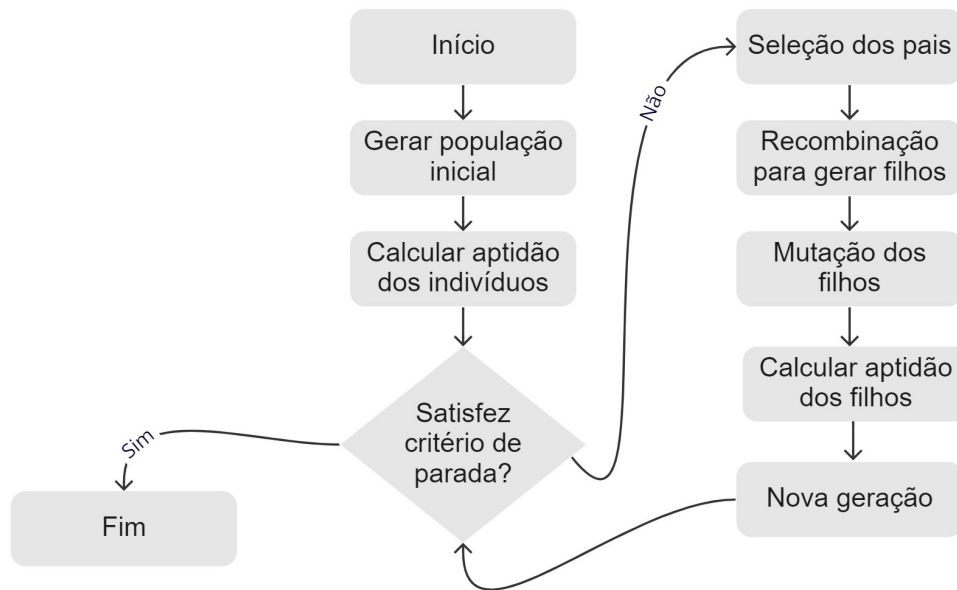 Início
Gerar população
inicial
Calcular aptidão
dos indivíduos
Satisfez
critério de
parada?
Sim
Fim
Não
Seleção dos pais
Recombinação
para gerar filhos
Mutação dos
filhos
Calcular aptidão
dos filhos
Nova geração